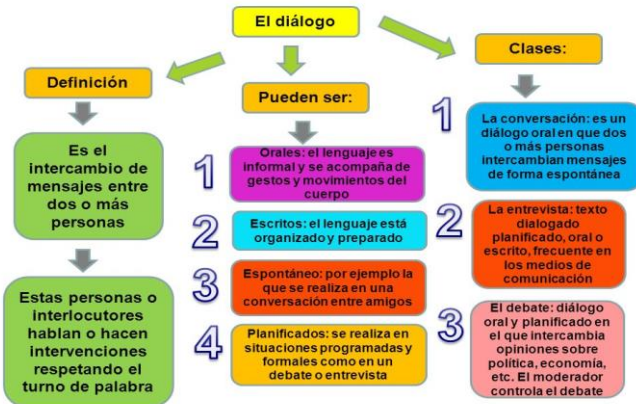 El diálogo
Definición
Es el
intercambio de
mensajes entre
dos o más
personas
Estas personas o
interlocutores
hablan o hacen
intervenciones
respetando el
turno de palabra
Pueden ser:
1
Orales: el lenguaje es
informal y se acompaña de
gestos y movimientos del
cuerpo
2
Escritos: el lenguaje está
organizado y preparado
3
Espontáneo: por ejemplo la
que se realiza en una
conversación entre amigos
4
Planificados: se realiza en
situaciones programadas y
formales como en un
debate o entrevista
Clases:
1
La conversación: es un
diálogo oral en que dos
o más personas
intercambian mensajes
de forma espontánea
2
La entrevista: texto
dialogado
planificado, oral o
escrito, frecuente en
los medios de
comunicación
3
El debate: diálogo
oral y planificado en
el que intercambia
opiniones sobre
política, economía,
etc. El moderador
controla el debate